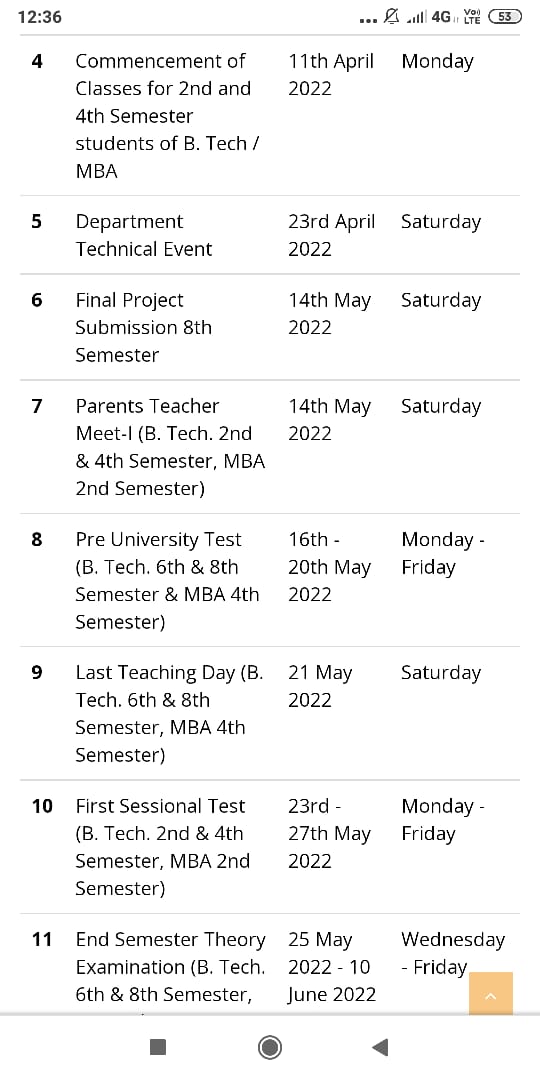 12:36
... 4G Vo)) LTE 53
4 Commencement of 11th April Monday
Classes for 2nd and 2022
4th Semester
students of B. Tech /
MBA
5 Department 23rd April Saturday
Technical Event 2022
6 Final Project 14th May Saturday
Submission 8th 2022
Semester
7 Parents Teacher 14th May Saturday
Meet-I (B. Tech. 2nd 2022
& 4th Semester, MBA
2nd Semester)
8 Pre University Test 16th - Monday -
(B. Tech. 6th & 8th 20th May Friday
Semester & MBA 4th 2022
Semester)
9 Last Teaching Day (B. 21 May Saturday
Tech. 6th & 8th 2022
Semester, MBA 4th
Semester)
10 First Sessional Test 23rd - Monday -
(B. Tech. 2nd & 4th 27th May Friday
Semester, MBA 2nd 2022
Semester)
11 End Semester Theory 25 May Wednesday
Examination (B. Tech. 2022 - 10 - Friday
6th & 8th Semester, June 2022